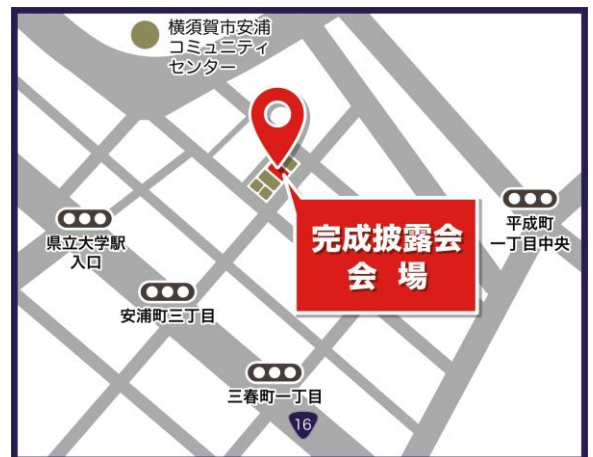 横須賀市安浦
コミュニティ
センター
完成披露会
会場
県立大学駅
入口
平成町
一丁目中央
安浦町三丁目
三春町一丁目
16